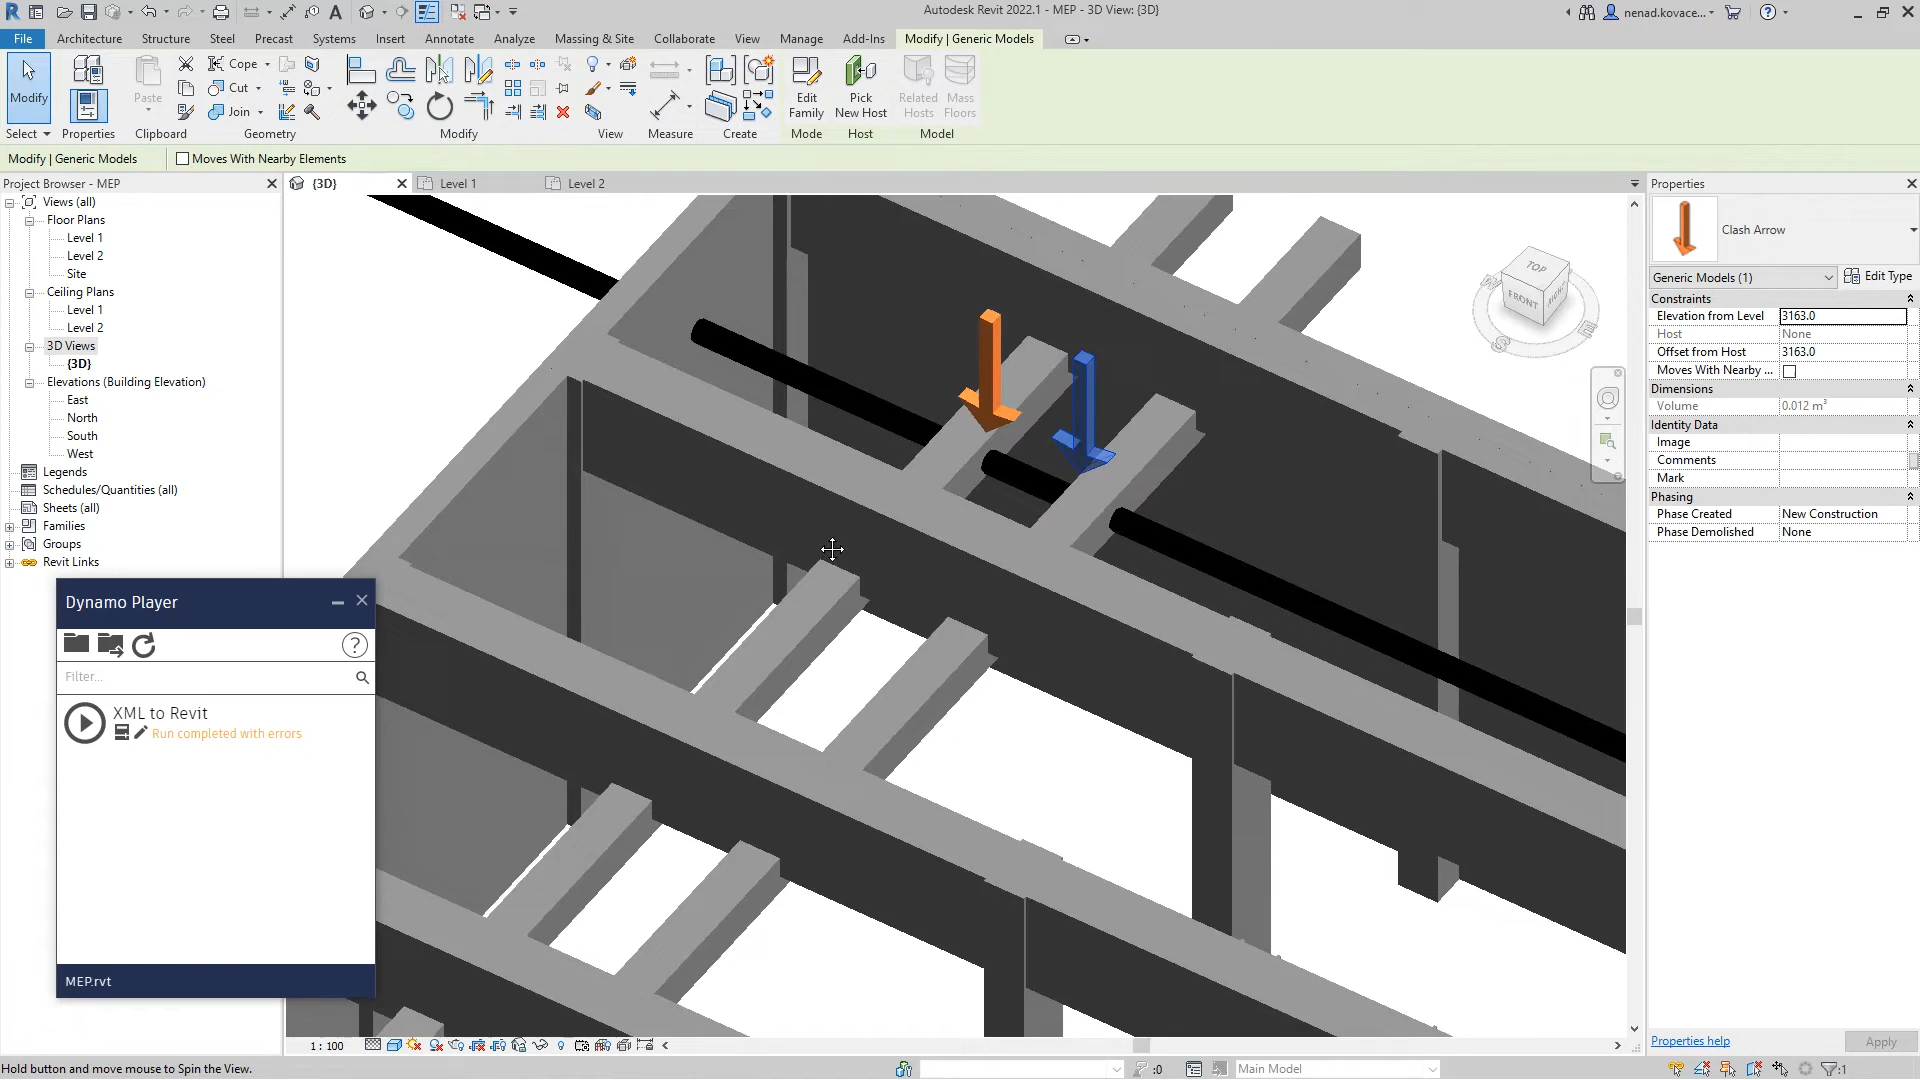 Autodesk Revit 2022.1 - MEP - 3D View: {3D}
nenad.kovace...
File
Architecture
Structure
Steel
Precast
Systems
Insert
Annotate
Analyze
Massing & Site
Collaborate
View
Manage
Add-Ins
Modify | Generic Models
Modify
Paste
Cope
Cut
Join
Edit
Family
Pick
New Host
Related
Hosts
Mass
Floors
Select
Properties
Clipboard
Geometry
Modify
View
Measure
Create
Mode
Host
Model
Modify | Generic Models
Moves With Nearby Elements
Project Browser - MEP
{3D}
Level 1
Level 2
Properties
Views (all)
Floor Plans
Level 1
Level 2
Site
Ceiling Plans
Level 1
Level 2
3D Views
{3D}
Elevations (Building Elevation)
East
North
South
West
Legends
Schedules/Quantities (all)
Sheets (all)
Families
Groups
Revit Links
TOP
FRONT
RIGHT
W
S
E
Clash Arrow
Generic Models (1)
Edit Type
Constraints
Elevation from Level
3163.0
Host
None
Offset from Host
3163.0
Moves With Nearby ...
Dimensions
Volume
0.012 m³
Identity Data
Image
Comments
Mark
Phasing
Phase Created
New Construction
Phase Demolished
None
Dynamo Player
Filter...
XML to Revit
Run completed with errors
MEP.rvt
1 : 100
Properties help
Apply
Hold button and move mouse to Spin the View.
:0
Main Model
:1